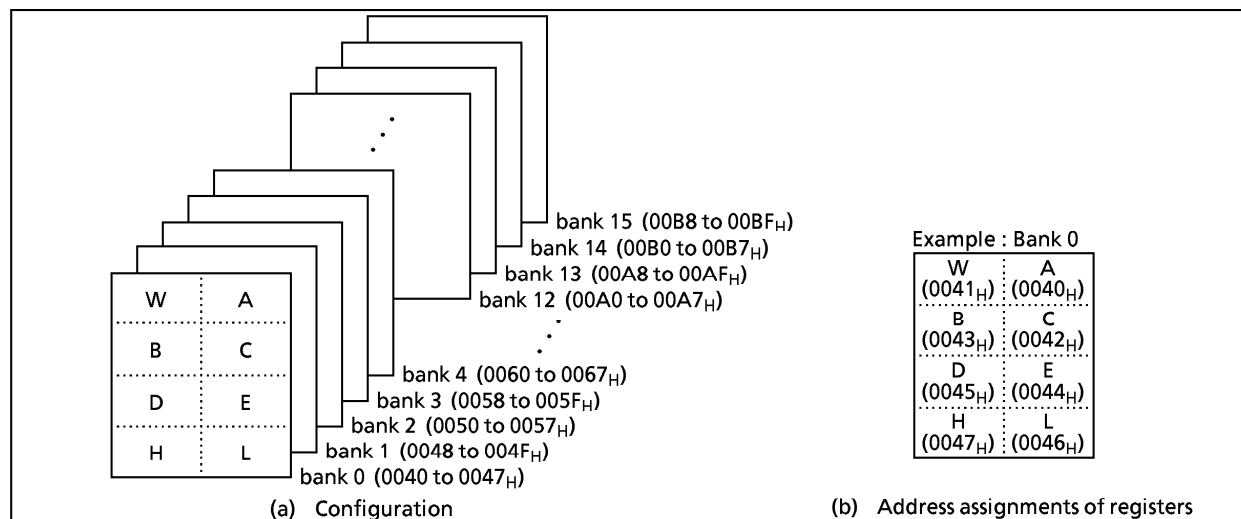 bank 15 (00B8 to 00BFH)
bank 14 (00B0 to 00B7H)
bank 13 (00A8 to 00AFH)
bank 12 (00A0 to 00A7H)
bank 4 (0060 to 0067H)
bank 3 (0058 to 005FH)
bank 2 (0050 to 0057H)
bank 1 (0048 to 004FH)
bank 0 (0040 to 0047H)
W A
B C
D E
H L
(a) Configuration
Example : Bank 0
W A
(0041H) (0040H)
B C
(0043H) (0042H)
D E
(0045H) (0044H)
H L
(0047H) (0046H)
(b) Address assignments of registers